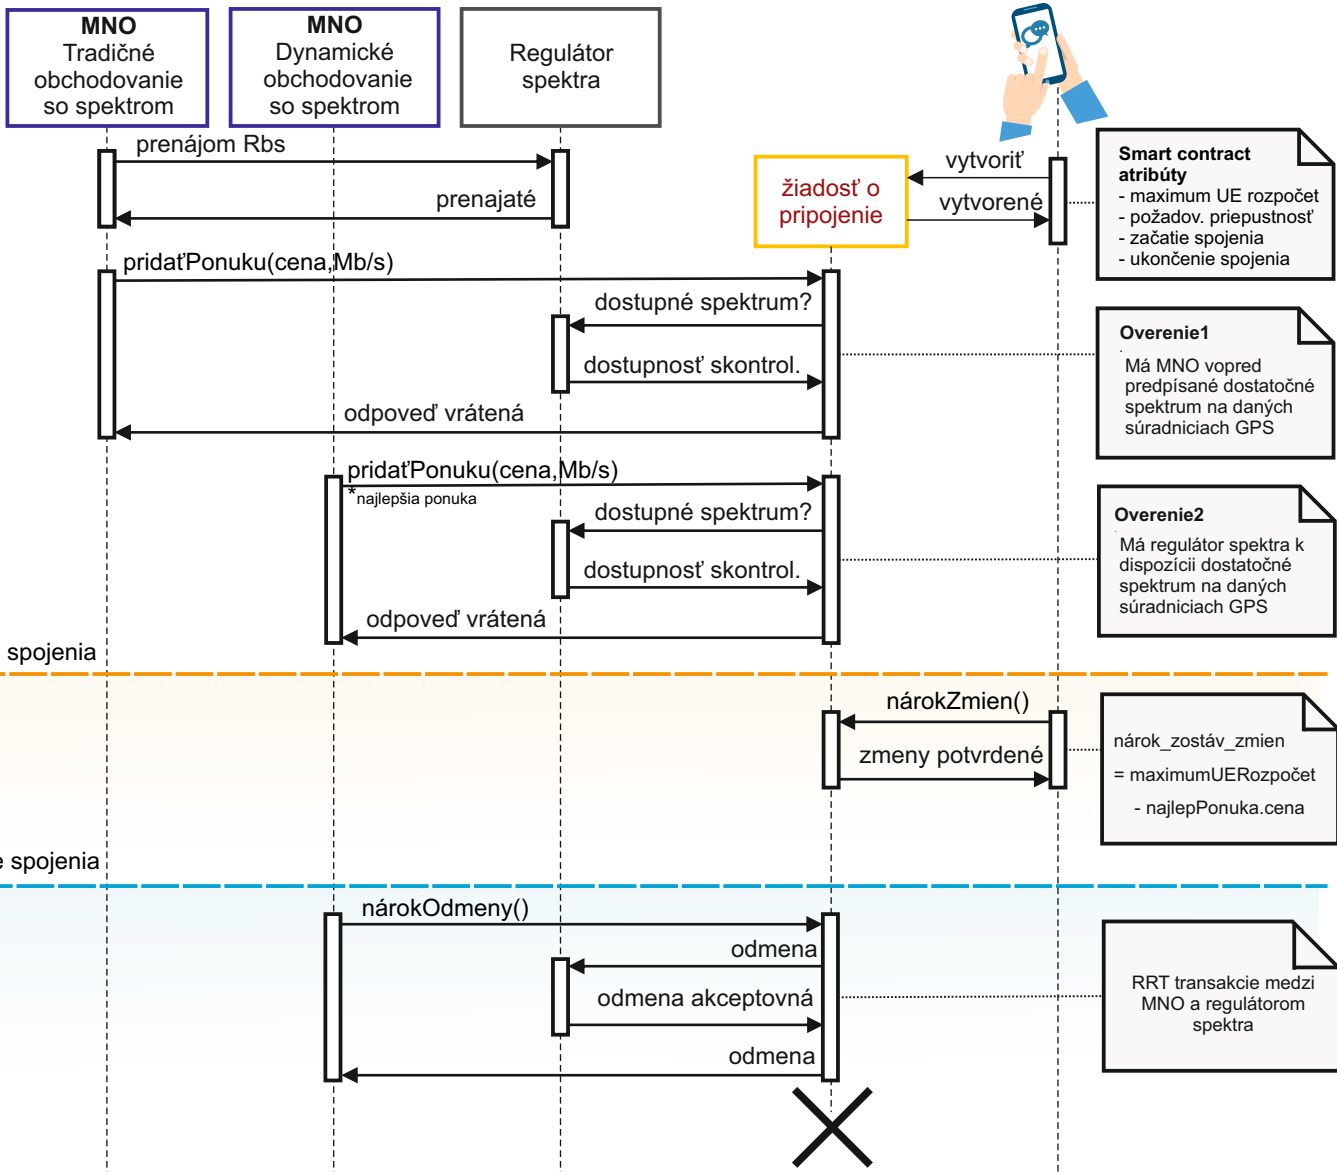 MNO
Tradičné
obchodovanie
so spektrom
MNO
Dynamické
obchodovanie
so spektrom
Regulátor
spektra
prenájom Rbs
prenajaté
žiadosť o
pripojenie
vytvoriť
vytvorené
Smart contract
atribúty
- maximum UE rozpočet
- požadov. priepustnosť
- začatie spojenia
- ukončenie spojenia
pridaťPonuku(cena,Mb/s)
dostupné spektrum?
dostupnosť skontrol.
odpoveď vrátená
Overenie1
Má MNO vopred
predpísané dostatočné
spektrum na daných
súradniciach GPS
pridaťPonuku(cena,Mb/s)
*najlepšia ponuka
dostupné spektrum?
dostupnosť skontrol.
odpoveď vrátená
Overenie2
Má regulátor spektra k
dispozícii dostatočné
spektrum na daných
súradniciach GPS
spojenia
nárokZmien()
zmeny potvrdené
nárok_zostáv_zmien
= maximumUERozpočet
- najlepPonuka.cena
e spojenia
nárokOdmeny()
odmena
odmena akceptovná
odmena
RRT transakcie medzi
MNO a regulátorom
spektra